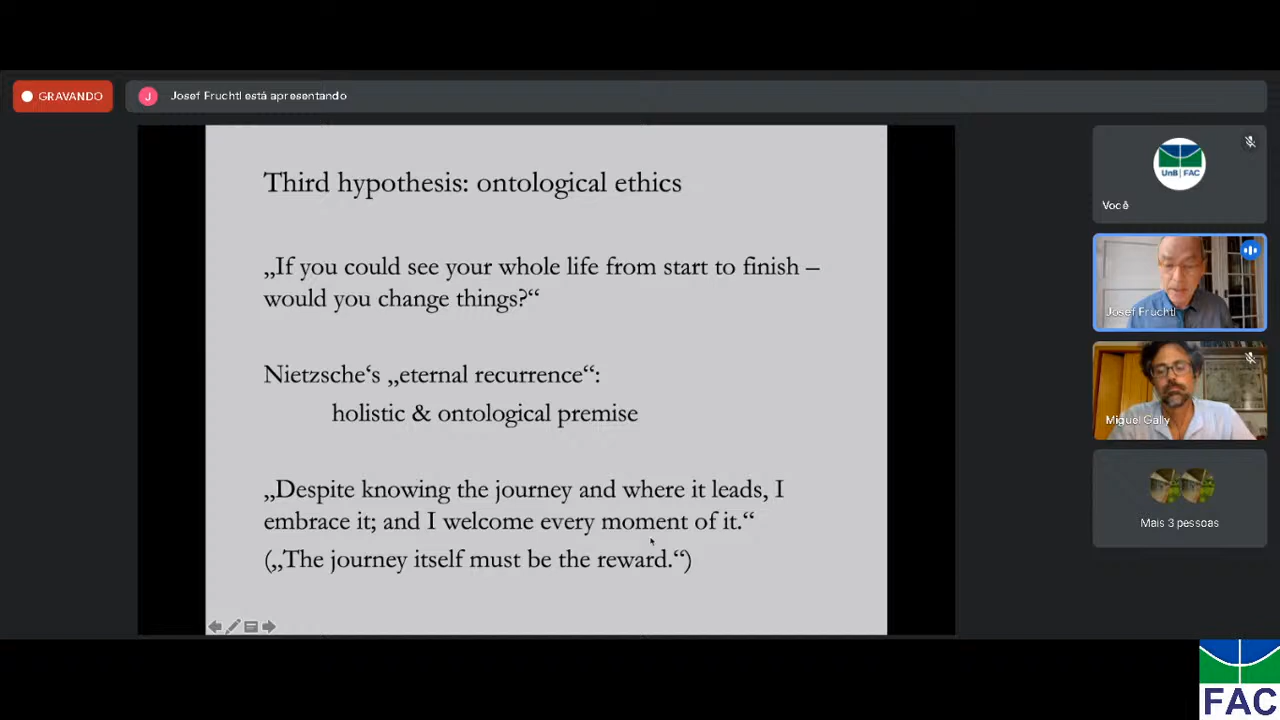 GRAVANDO
J
Josef Fruchtl está apresentando
Third hypothesis: ontological ethics
„If you could see your whole life from start to finish –
would you change things?“
Nietzsche‘s „eternal recurrence“:
holistic & ontological premise
„Despite knowing the journey and where it leads, I
embrace it; and I welcome every moment of it.“
(„The journey itself must be the reward.“)
UnB | FAC
Você
Josef Fruchtl
Miguel Gally
Mais 3 pessoas
FAC